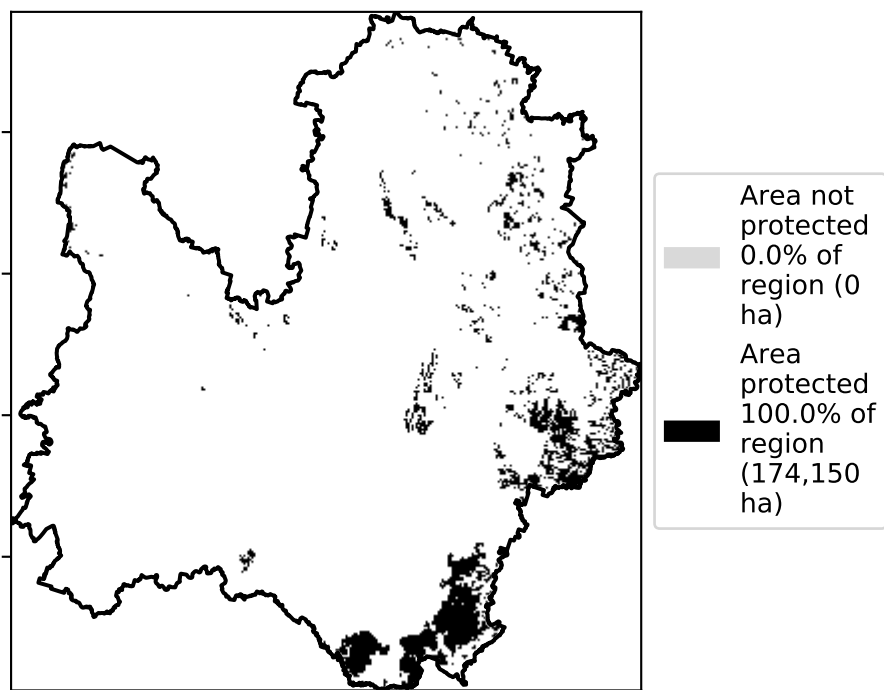 Area not
protected
0.0% of
region (0
ha)
Area
protected
100.0% of
region
(174,150
ha)